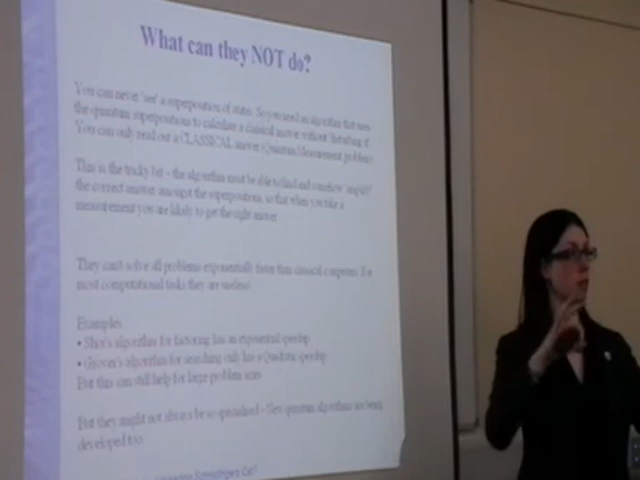 What can they NOT do?
You can never 'see' a superposition of states. So you need an algorithm that uses
the quantum superpositions to calculate a classical answer without 'disturbing' it.
You can only read out a CLASSICAL answer (Quantum Measurement problem)
This is the tricky bit – the algorithm must be able to find and somehow 'amplify'
the correct answer amongst the superpositions, so that when you take a
measurement you are likely to get the right answer
They can't solve all problems exponentially faster than classical computers. For
most computational tasks they are useless!
Examples
• Shor's algorithm for factoring has an exponential speedup
• Grover's algorithm for searching only has a Quadratic speedup
But this can still help for large problem sizes
But they might not always be so specialised – New quantum algorithms are being
developed too.
Schrodinger's Cat?